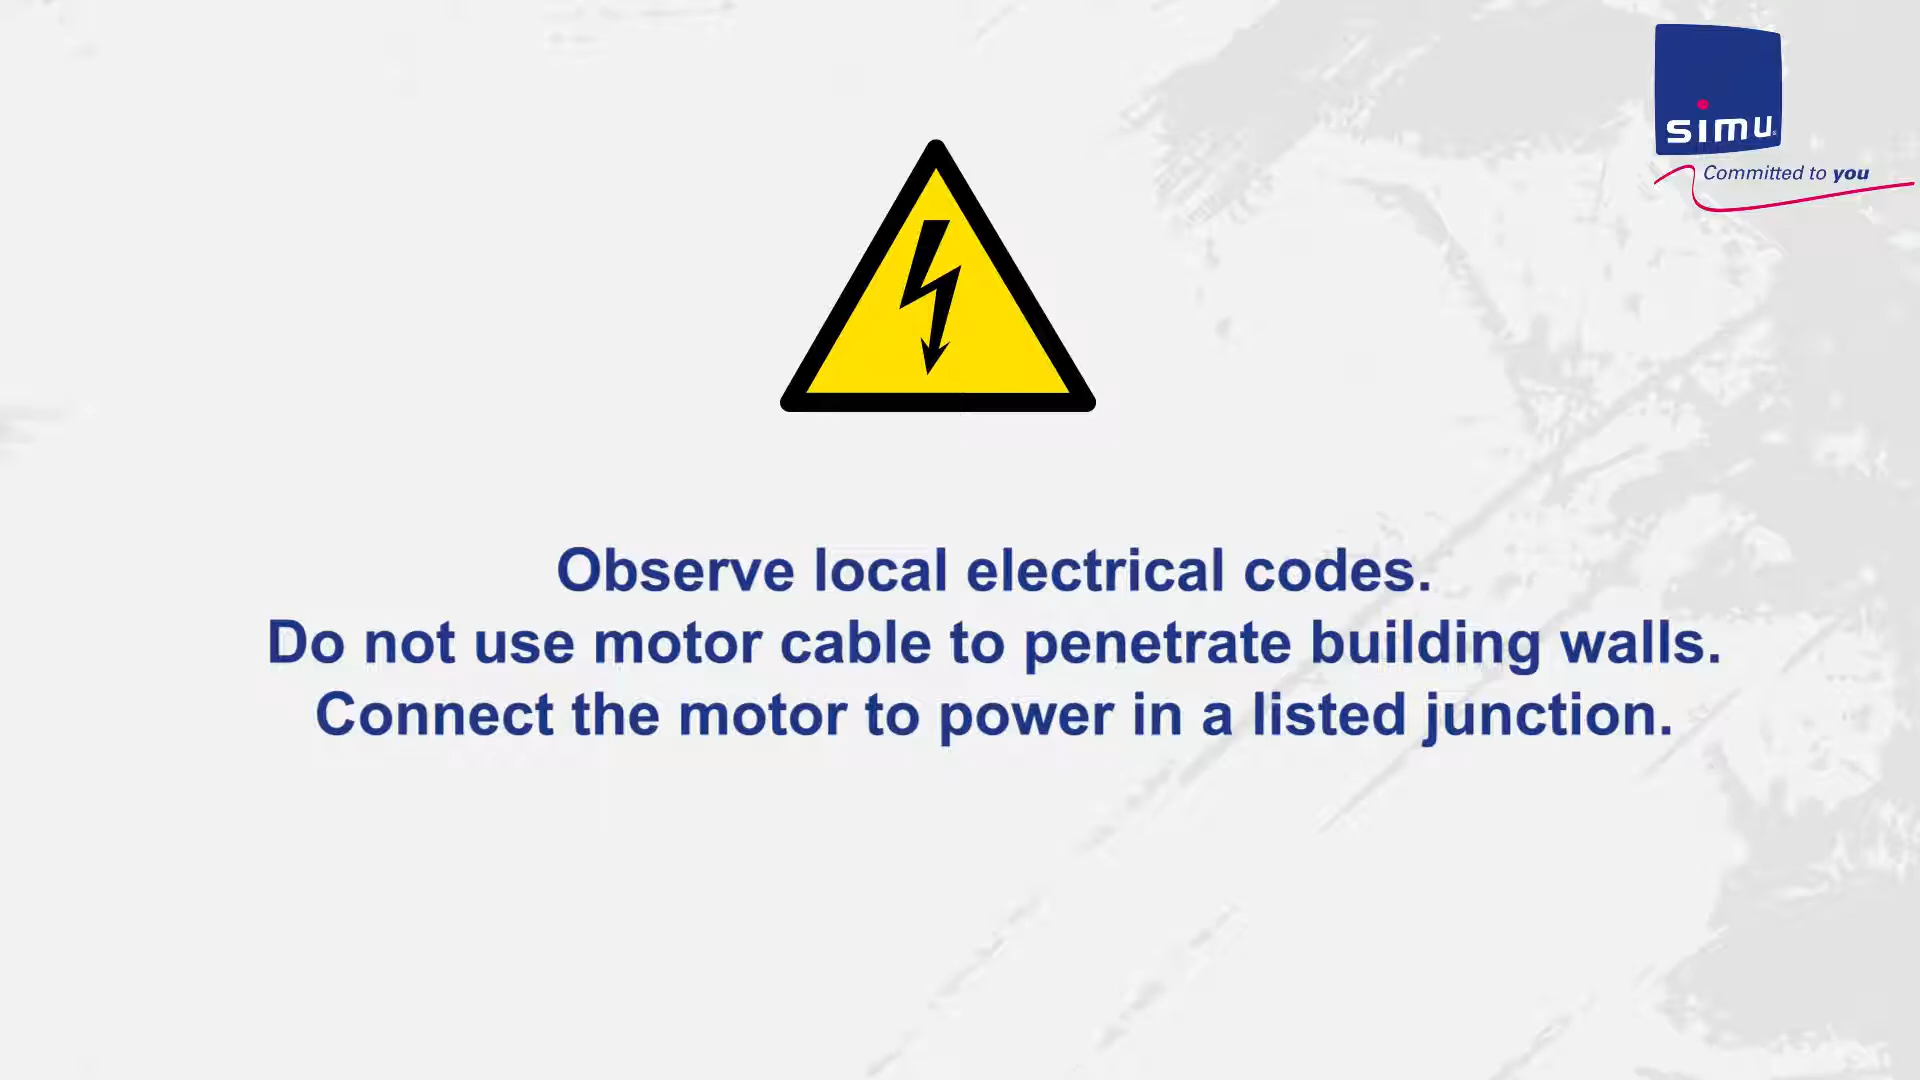 simu
Committed to you
Observe local electrical codes.
Do not use motor cable to penetrate building walls.
Connect the motor to power in a listed junction.